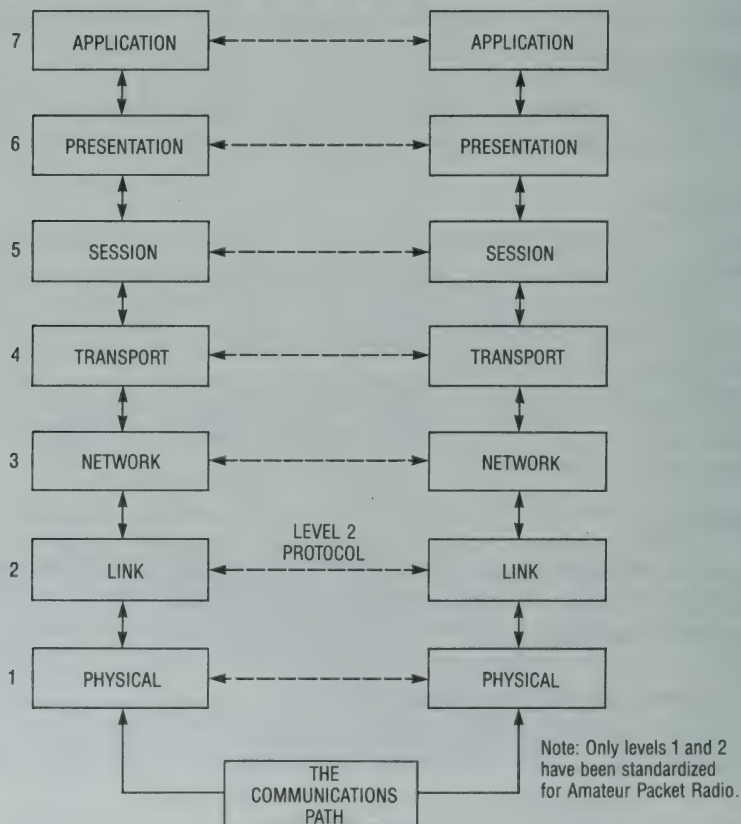 7 APPLICATION APPLICATION
6 PRESENTATION PRESENTATION
5 SESSION SESSION
4 TRANSPORT TRANSPORT
3 NETWORK NETWORK
LEVEL 2
PROTOCOL
2 LINK LINK
1 PHYSICAL PHYSICAL
THE
COMMUNICATIONS
PATH
Note: Only levels 1 and 2
have been standardized
for Amateur Packet Radio.